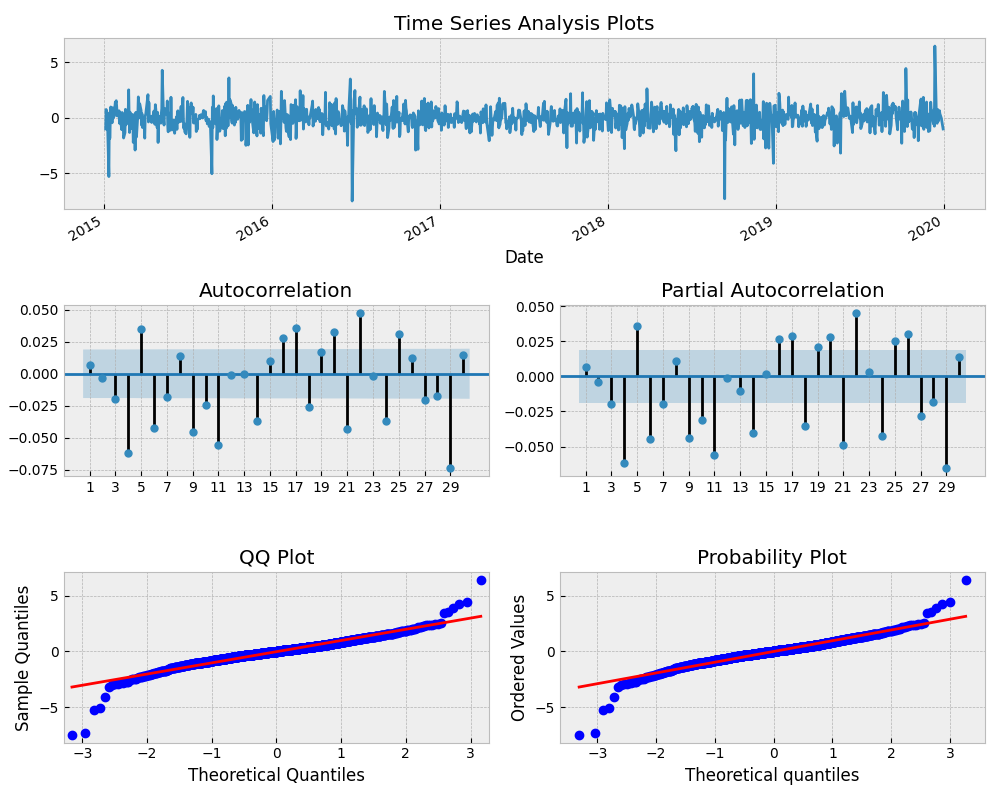 Time Series Analysis Plots
5
0
−5
2015 2016 2017 2018 2019 2020
Date
Autocorrelation
0.050
0.025
0.000
−0.025
−0.050
−0.075
1 3 5 7 9 11 13 15 17 19 21 23 25 27 29
Partial Autocorrelation
0.050
0.025
0.000
−0.025
−0.050
1 3 5 7 9 11 13 15 17 19 21 23 25 27 29
QQ Plot
Sample Quantiles
5
0
−5
−3 −2 −1 0 1 2 3
Theoretical Quantiles
Probability Plot
Ordered Values
5
0
−5
−3 −2 −1 0 1 2 3
Theoretical quantiles